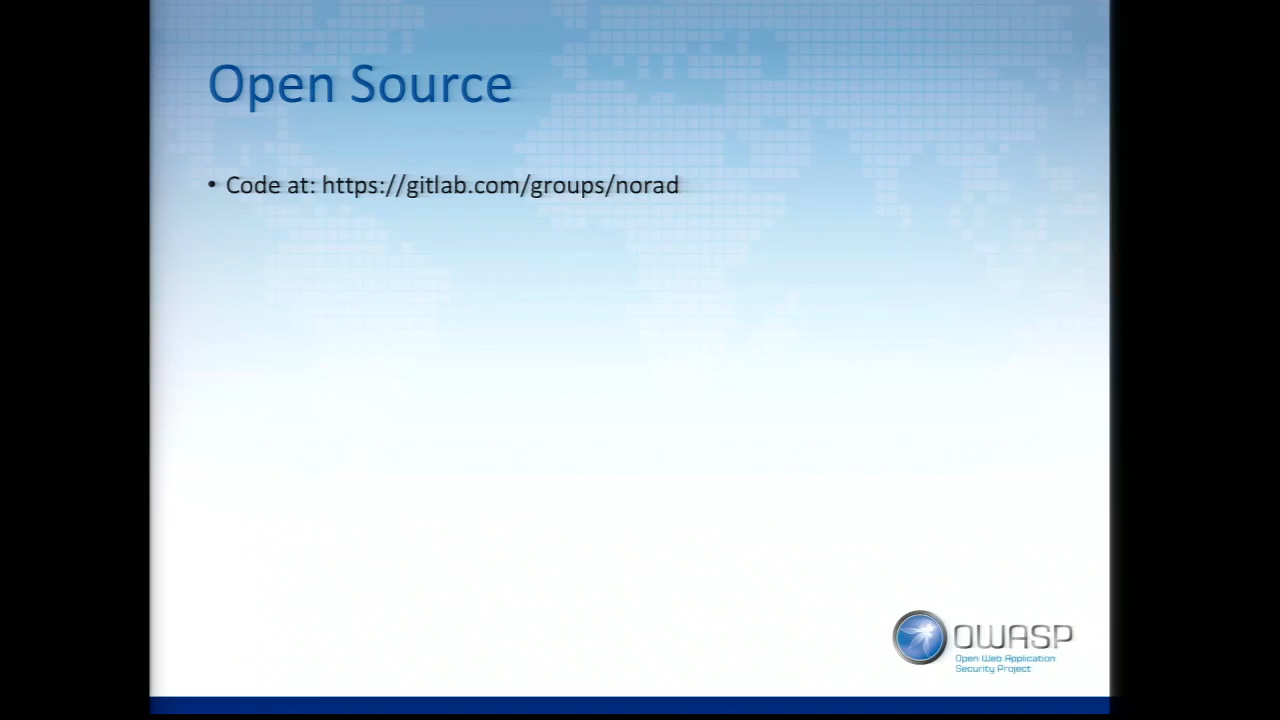 Open Source
• Code at: https://gitlab.com/groups/norad
OWASP
Open Web Application
Security Project